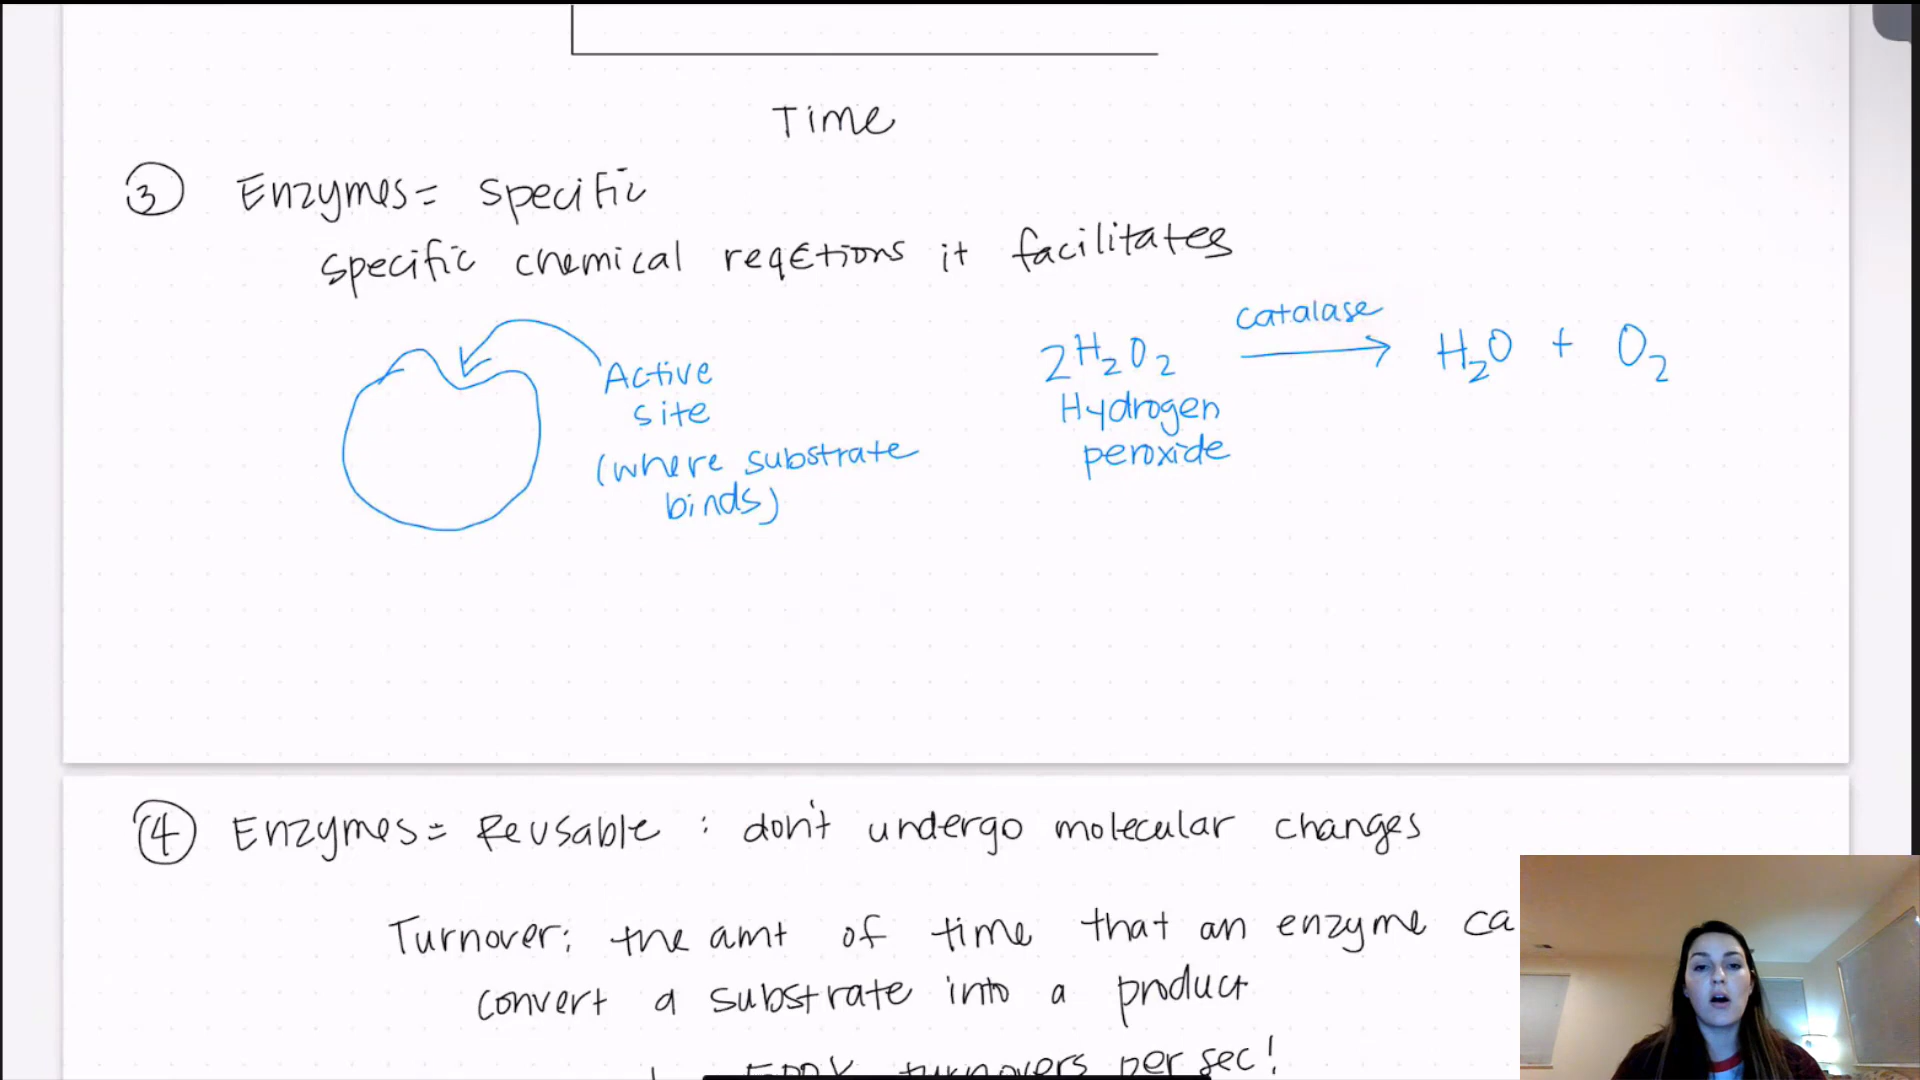 Time
③ Enzymes = specific
specific chemical reactions it facilitates
Active
site
(where substrate
binds)
catalase
2H₂O₂ → H₂O + O₂
Hydrogen
peroxide
④ Enzymes = Reusable : don't undergo molecular changes
Turnover: the amt of time that an enzyme ca
convert a substrate into a product
turnovers per sec!